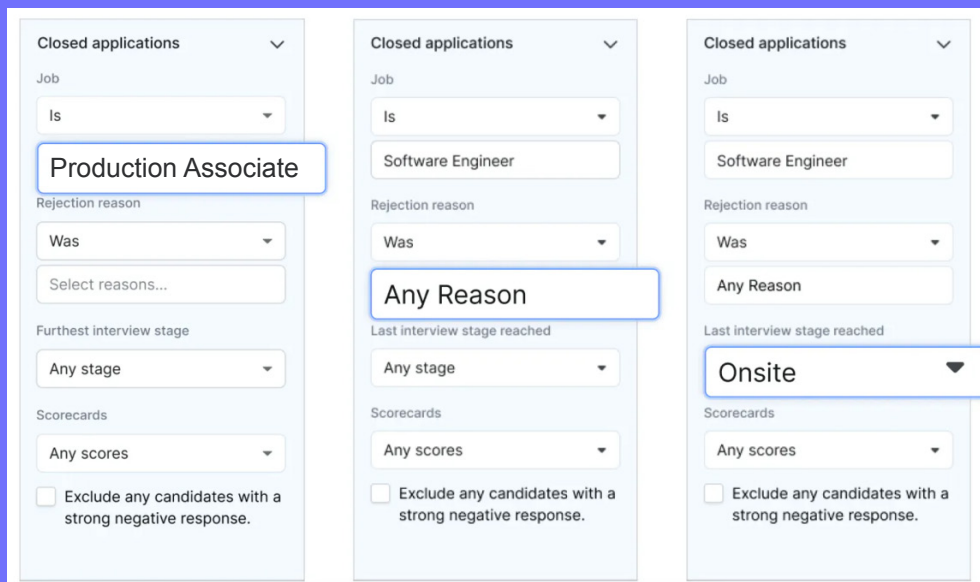 Closed applications
Job
Is
Production Associate
Rejection reason
Was
Select reasons...
Furthest interview stage
Any stage
Scorecards
Any scores
Exclude any candidates with a
strong negative response.
Closed applications
Job
Is
Software Engineer
Rejection reason
Was
Any Reason
Last interview stage reached
Any stage
Scorecards
Any scores
Exclude any candidates with a
strong negative response.
Closed applications
Job
Is
Software Engineer
Rejection reason
Was
Any Reason
Last interview stage reached
Onsite
Scorecards
Any scores
Exclude any candidates with a
strong negative response.